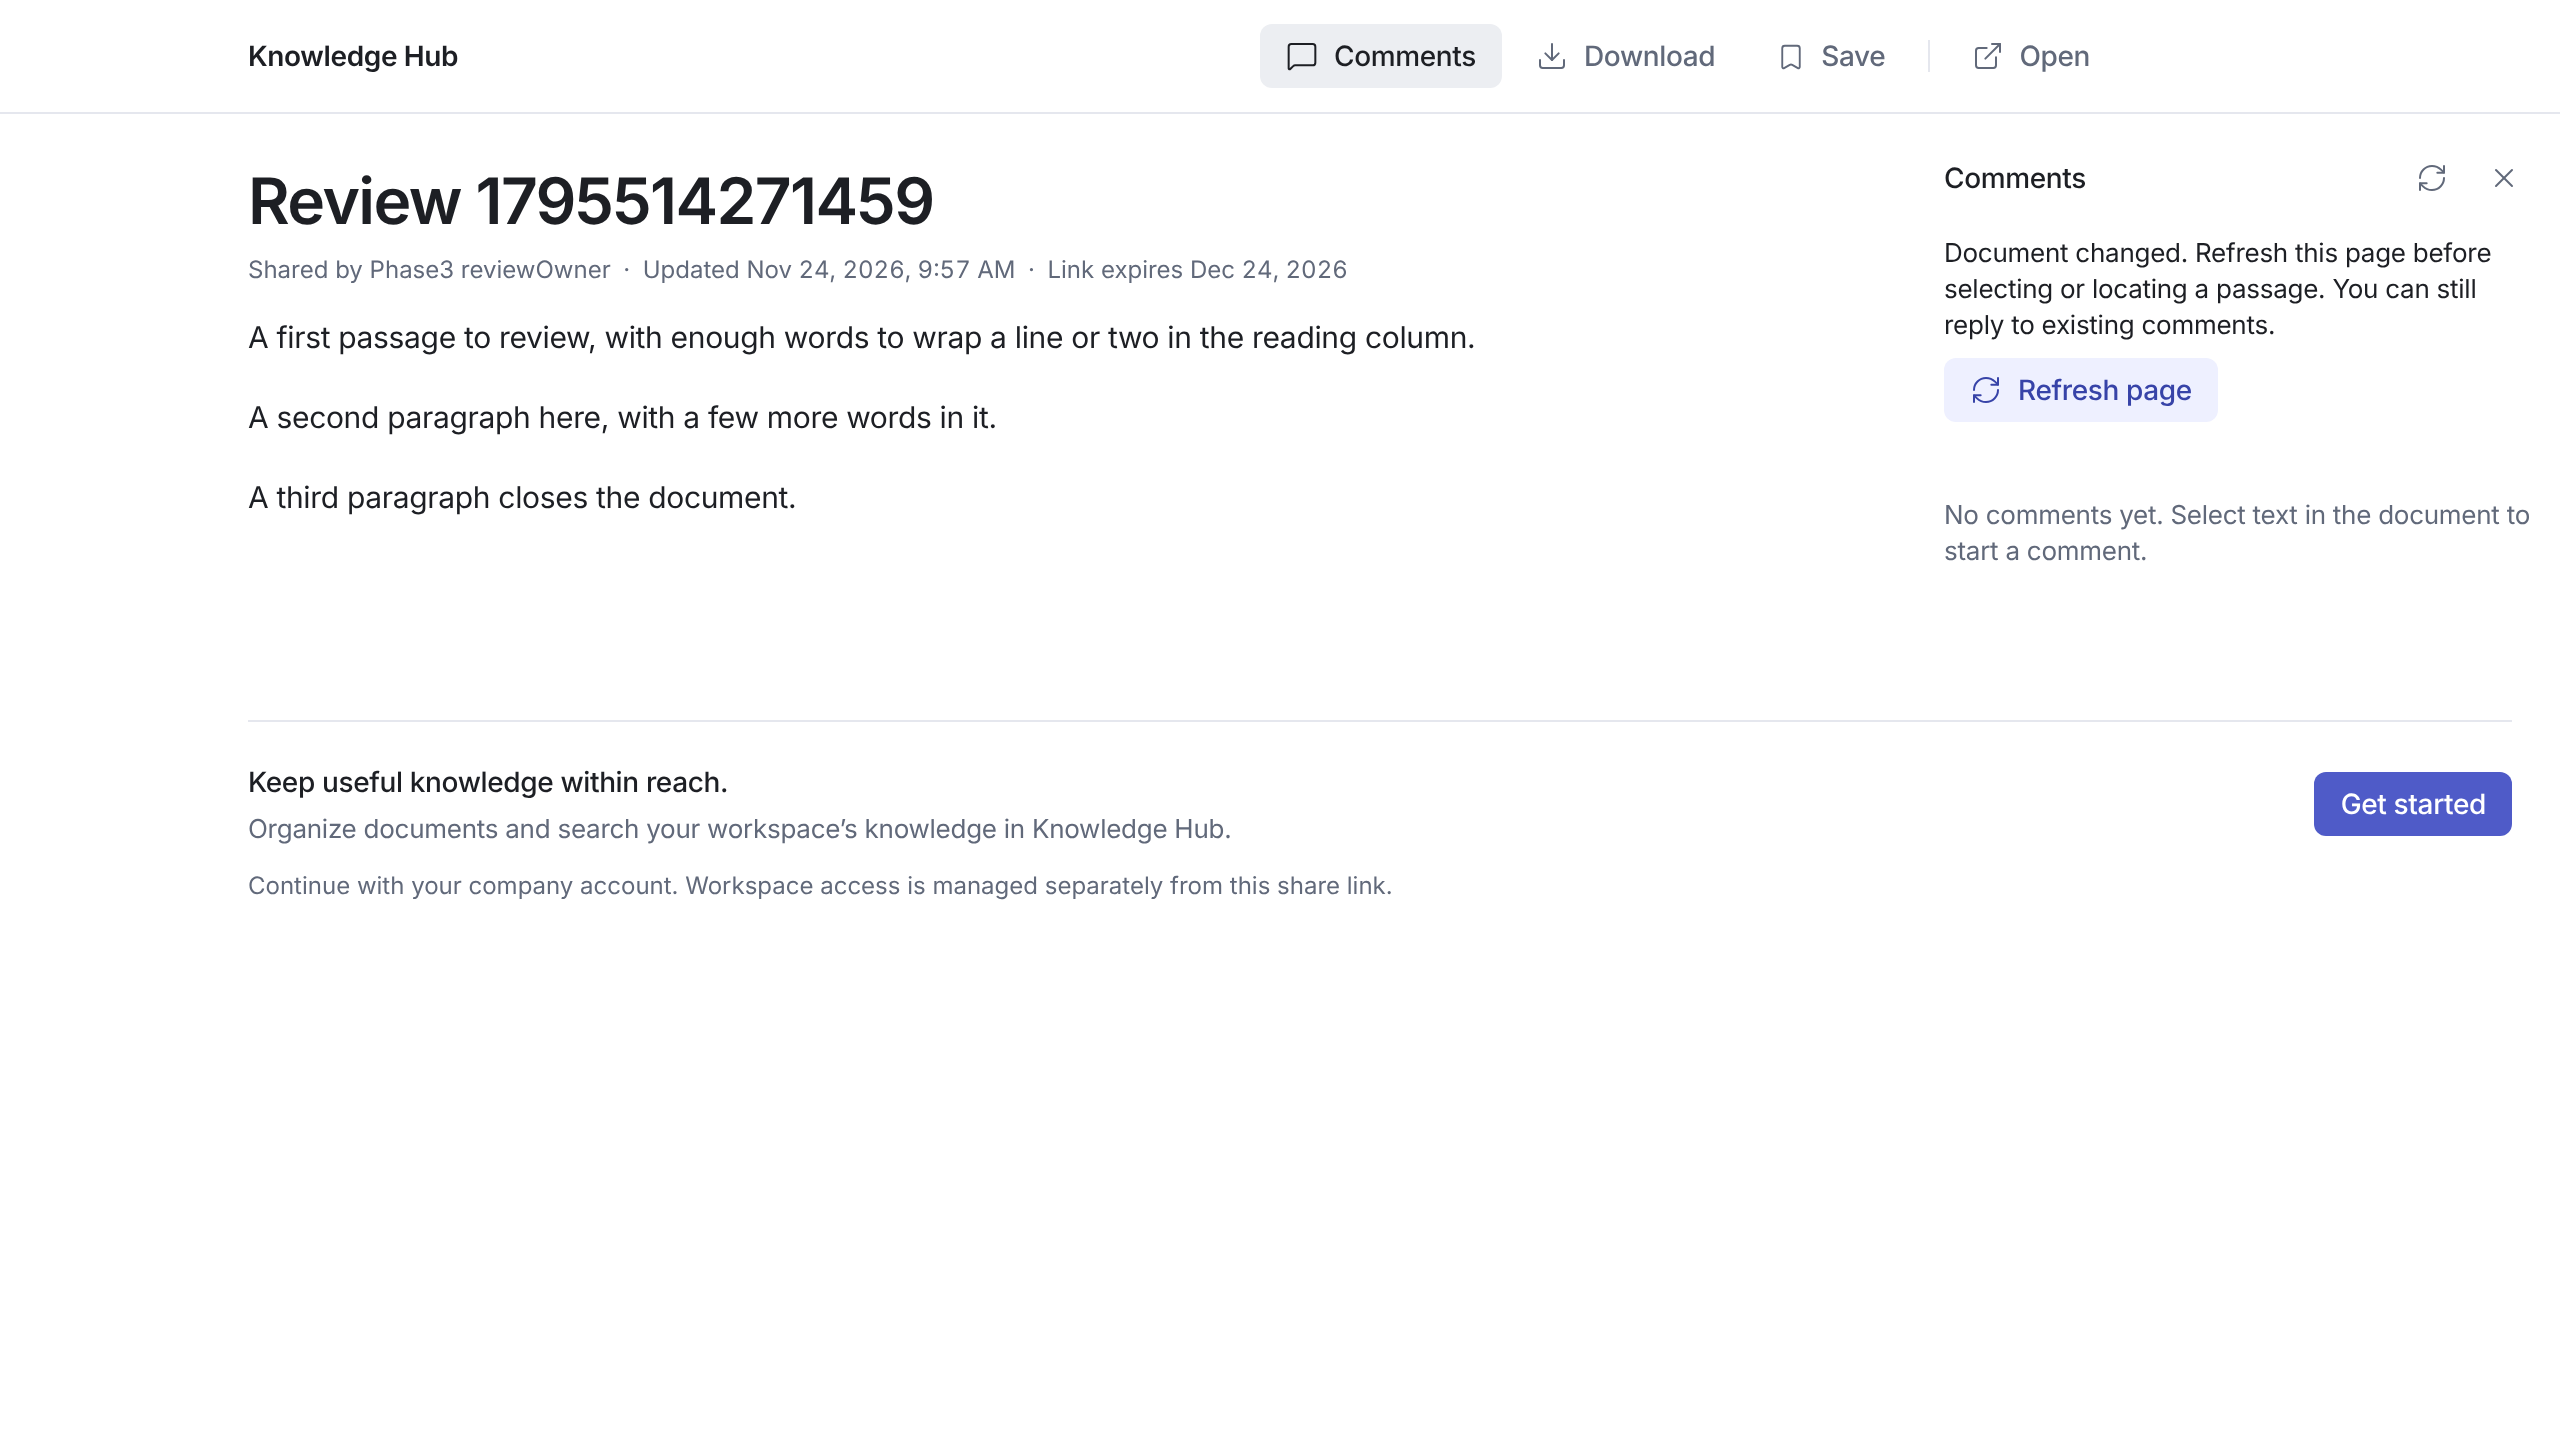 Knowledge Hub
Comments
Download
Save
Open
Review 1795514271459
Shared by Phase3 reviewOwner · Updated Nov 24, 2026, 9:57 AM · Link expires Dec 24, 2026
A first passage to review, with enough words to wrap a line or two in the reading column.
A second paragraph here, with a few more words in it.
A third paragraph closes the document.
Comments
Document changed. Refresh this page before
selecting or locating a passage. You can still
reply to existing comments.
Refresh page
No comments yet. Select text in the document to
start a comment.
Keep useful knowledge within reach.
Organize documents and search your workspace’s knowledge in Knowledge Hub.
Continue with your company account. Workspace access is managed separately from this share link.
Get started